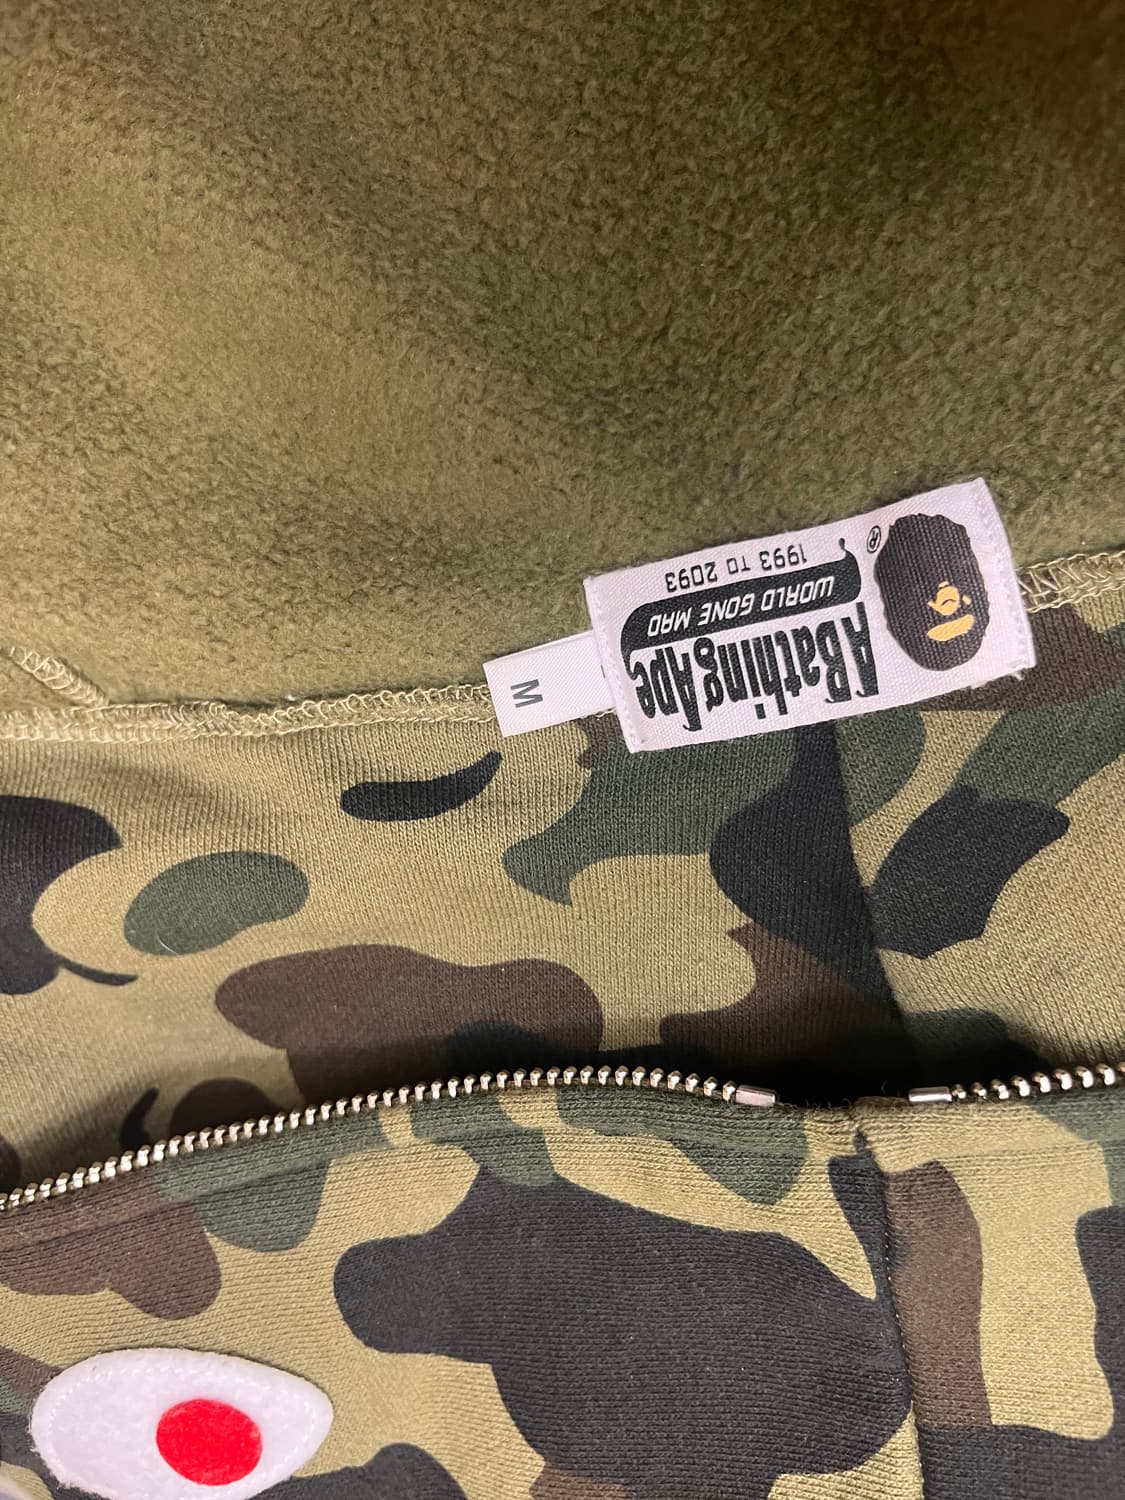 ABathingApe
WORLD GONE MAD
1993 TO 2093
®
M